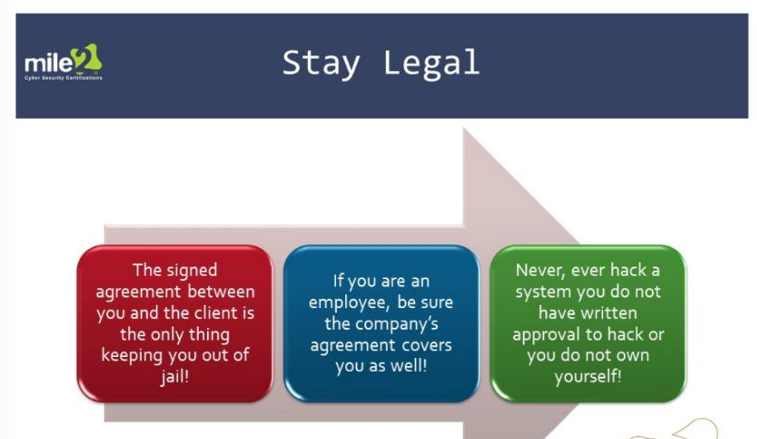 mile2
Cyber Security Certifications
Stay Legal
The signed
agreement between
you and the client is
the only thing
keeping you out of
jail!
If you are an
employee, be sure
the company's
agreement covers
you as well!
Never, ever hack a
system you do not
have written
approval to hack or
you do not own
yourself!